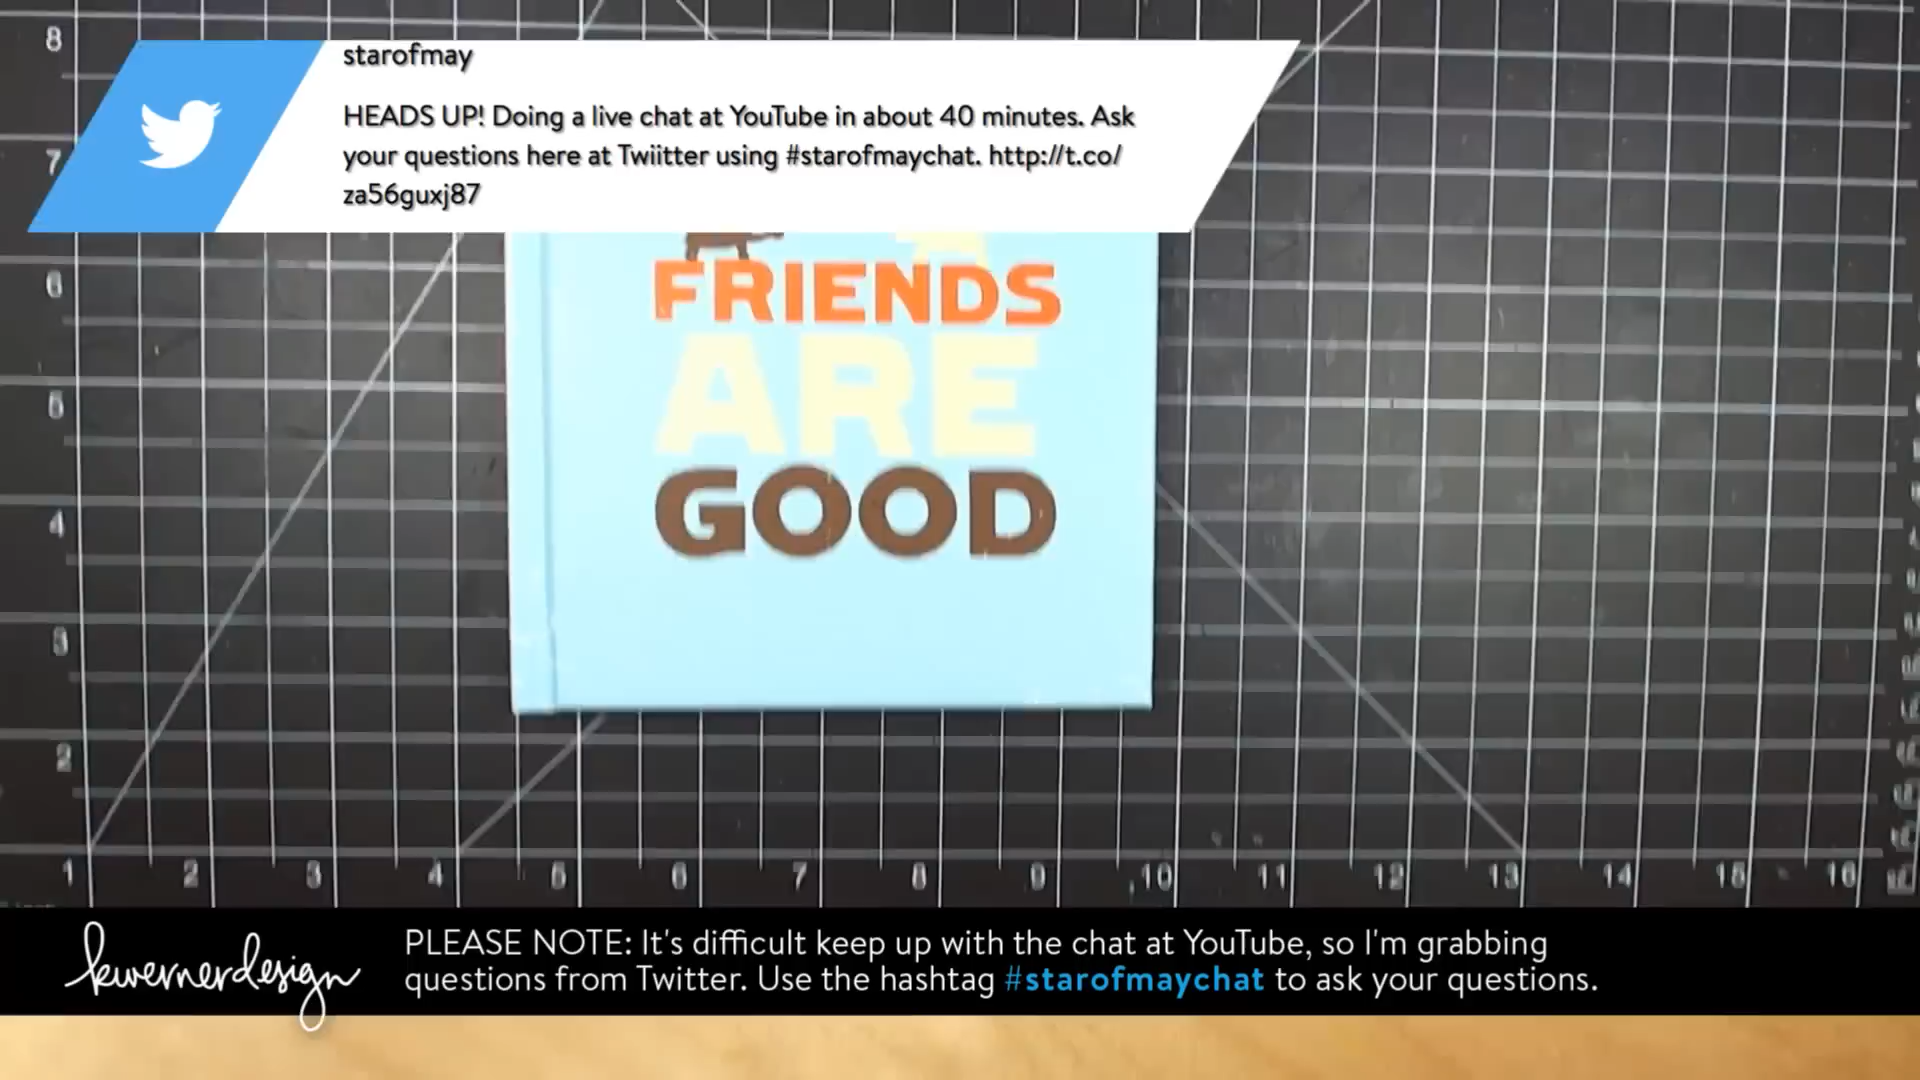 starofmay
HEADS UP! Doing a live chat at YouTube in about 40 minutes. Ask
your questions here at Twiitter using #starofmaychat. http://t.co/
za56guxj87
8
7
6
5
4
3
2
FRIENDS
ARE
GOOD
1 2 3 4 5 6 7 8 9 10 11 12 13 14 15 16
kwernerdesign
PLEASE NOTE: It's difficult keep up with the chat at YouTube, so I'm grabbing
questions from Twitter. Use the hashtag #starofmaychat to ask your questions.